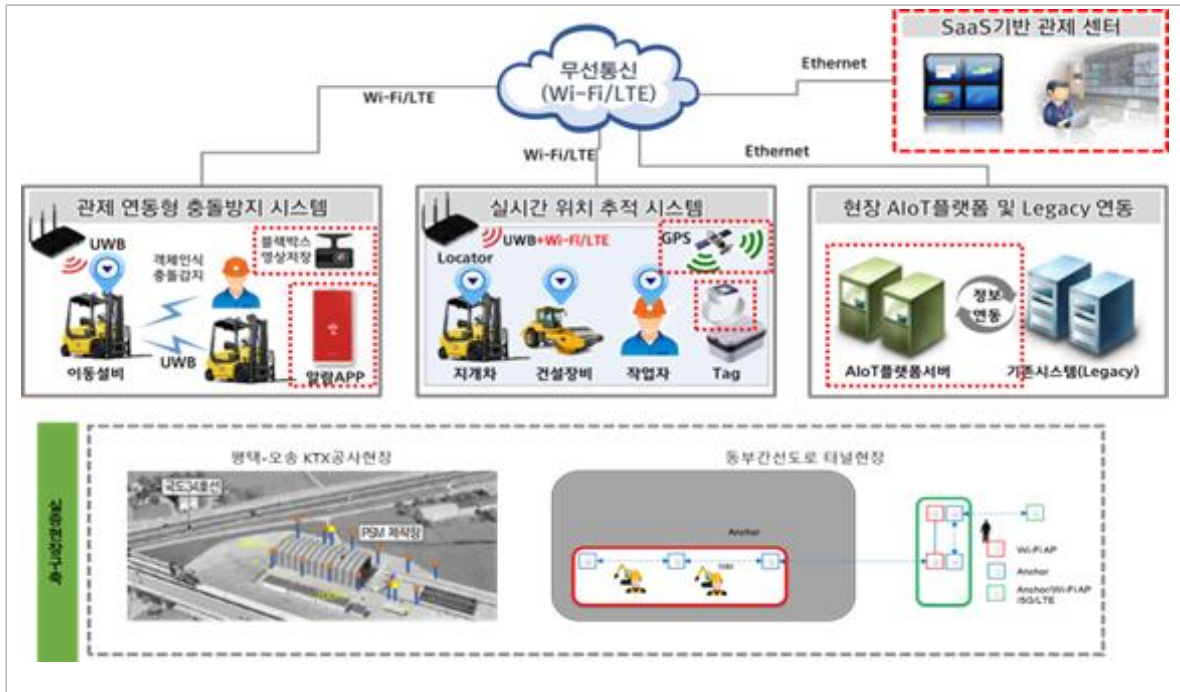 SaaS기반 관제 센터
무선통신
(Wi-Fi/LTE)
Ethernet
Wi-Fi/LTE
Wi-Fi/LTE
Ethernet
관제 연동형 충돌방지 시스템
UWB
객체인식
충돌감지
블랙박스
영상저장
UWB
이동설비
알람APP
실시간 위치 추적 시스템
UWB+Wi-Fi/LTE
GPS
Locator
지개차
건설장비
작업자
Tag
현장 AIoT플랫폼 및 Legacy 연동
정보
연동
AIoT플랫폼서버
기존시스템(Legacy)
평택-오송 KTX공사현장
국도34호선
PSM 제작장
동부간선도로 터널현장
Anchor
Wi-Fi AP
Anchor
Anchor/Wi-Fi AP
/5G/LTE